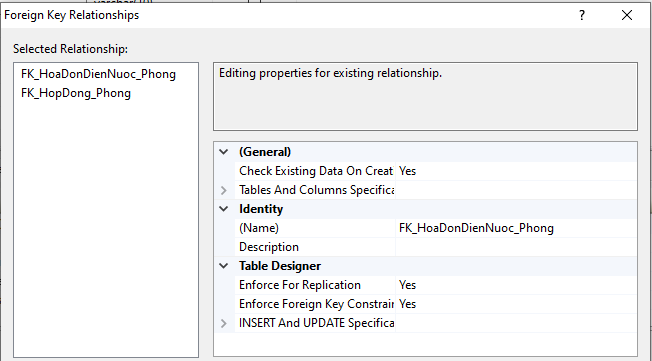 varchar(10)
Foreign Key Relationships
Selected Relationship:
FK_HoaDonDienNuoc_Phong
FK_HopDong_Phong
Editing properties for existing relationship.
(General)
Check Existing Data On Creat Yes
Tables And Columns Specifica
Identity
(Name) FK_HoaDonDienNuoc_Phong
Description
Table Designer
Enforce For Replication Yes
Enforce Foreign Key Constrain Yes
INSERT And UPDATE Specifica